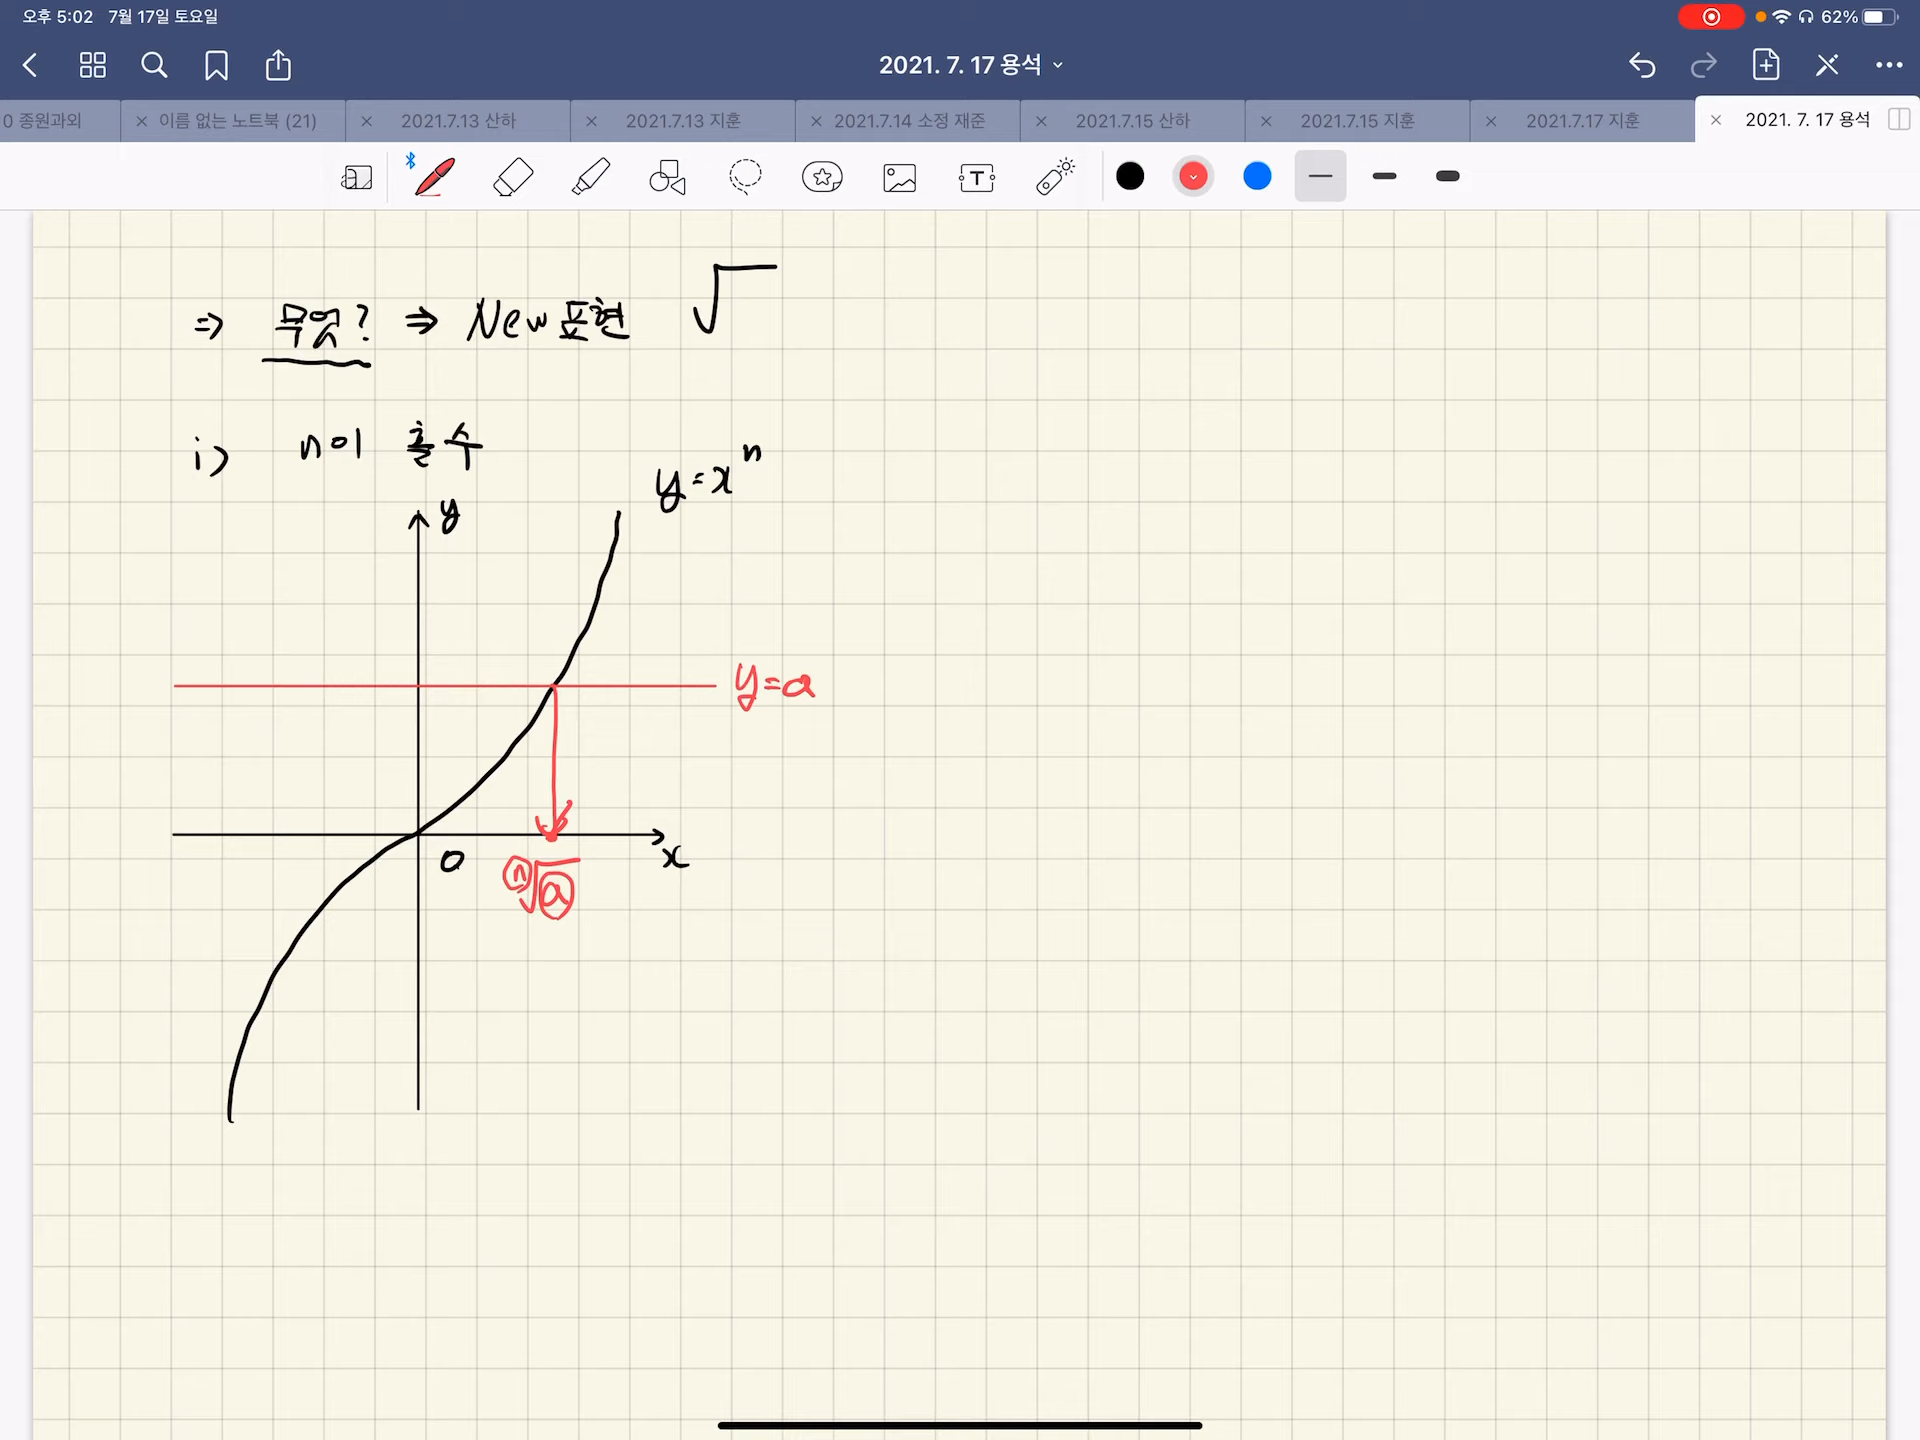 오후 5:02 7월 17일 토요일
62%
2021. 7. 17 용석
0 종원과외
이름 없는 노트북 (21)
2021.7.13 산하
2021.7.13 지훈
2021.7.14 소정 재준
2021.7.15 산하
2021.7.15 지훈
2021.7.17 지훈
2021. 7. 17 용석
⇒ 무엇? ⇒ New 표현 √
i) n이 홀수
y=xⁿ
y
y=a
0
x
ⁿ√a